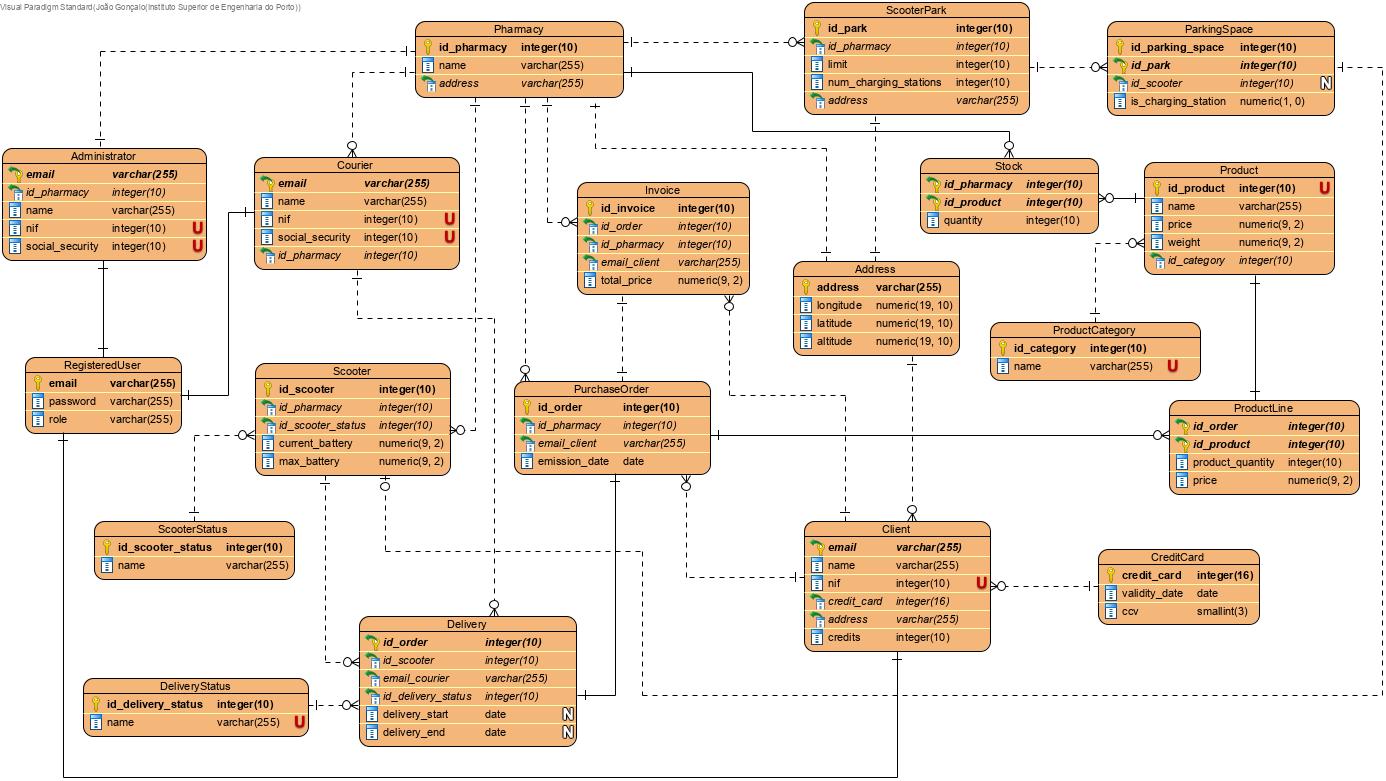 Visual Paradigm Standard(João Gonçalo(Instituto Superior de Engenharia do Porto))
Pharmacy
id_pharmacy integer(10)
name varchar(255)
address varchar(255)
ScooterPark
id_park integer(10)
id_pharmacy integer(10)
limit integer(10)
num_charging_stations integer(10)
address varchar(255)
ParkingSpace
id_parking_space integer(10)
id_park integer(10)
id_scooter integer(10) N
is_charging_station numeric(1, 0)
Administrator
email varchar(255)
id_pharmacy integer(10)
name varchar(255)
nif integer(10) U
social_security integer(10) U
Courier
email varchar(255)
name varchar(255)
nif integer(10) U
social_security integer(10) U
id_pharmacy integer(10)
Invoice
id_invoice integer(10)
id_order integer(10)
id_pharmacy integer(10)
email_client varchar(255)
total_price numeric(9, 2)
Stock
id_pharmacy integer(10)
id_product integer(10)
quantity integer(10)
Product
id_product integer(10) U
name varchar(255)
price numeric(9, 2)
weight numeric(9, 2)
id_category integer(10)
Address
address varchar(255)
longitude numeric(19, 10)
latitude numeric(19, 10)
altitude numeric(19, 10)
ProductCategory
id_category integer(10)
name varchar(255) U
RegisteredUser
email varchar(255)
password varchar(255)
role varchar(255)
Scooter
id_scooter integer(10)
id_pharmacy integer(10)
id_scooter_status integer(10)
current_battery numeric(9, 2)
max_battery numeric(9, 2)
PurchaseOrder
id_order integer(10)
id_pharmacy integer(10)
email_client varchar(255)
emission_date date
ProductLine
id_order integer(10)
id_product integer(10)
product_quantity integer(10)
price numeric(9, 2)
ScooterStatus
id_scooter_status integer(10)
name varchar(255)
Client
email varchar(255)
name varchar(255)
nif integer(10) U
credit_card integer(16)
address varchar(255)
credits integer(10)
CreditCard
credit_card integer(16)
validity_date date
ccv smallint(3)
Delivery
id_order integer(10)
id_scooter integer(10)
email_courier varchar(255)
id_delivery_status integer(10)
delivery_start date N
delivery_end date N
DeliveryStatus
id_delivery_status integer(10)
name varchar(255) U